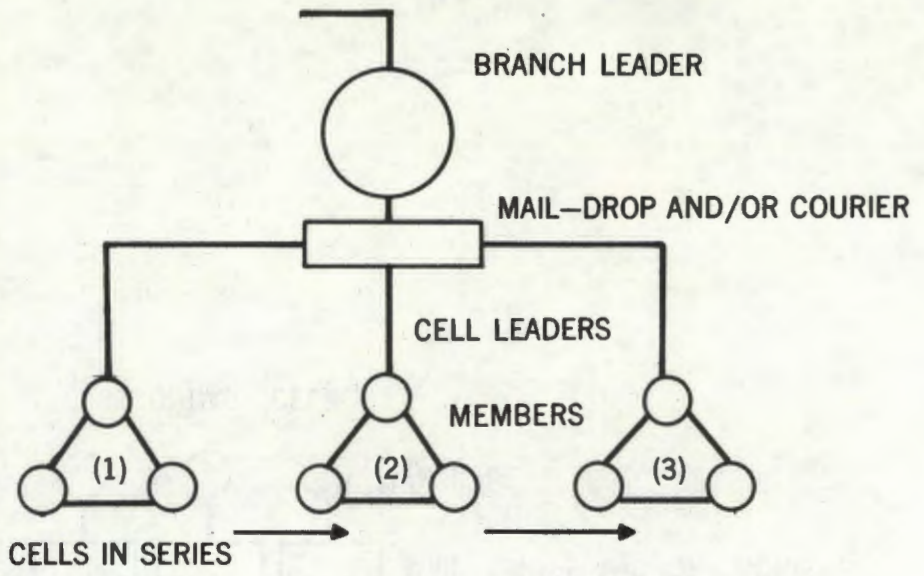 BRANCH LEADER
MAIL—DROP AND/OR COURIER
CELL LEADERS
MEMBERS
(1)
(2)
(3)
CELLS IN SERIES